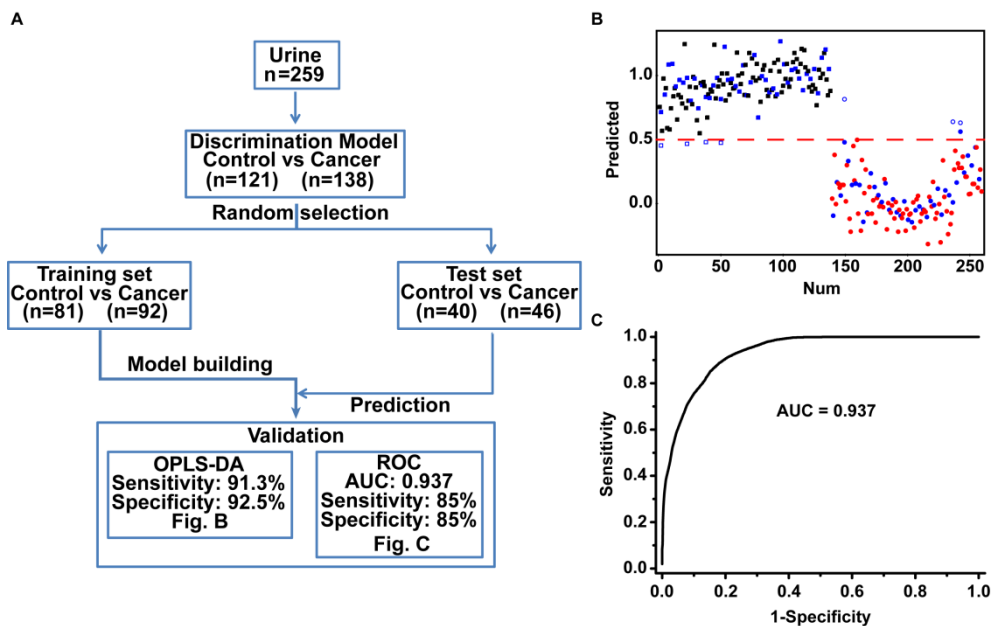 A
Urine
n=259
Discrimination Model
Control vs Cancer
(n=121) (n=138)
Random selection
Training set
Control vs Cancer
(n=81) (n=92)
Test set
Control vs Cancer
(n=40) (n=46)
Model building
Prediction
Validation
OPLS-DA
Sensitivity: 91.3%
Specificity: 92.5%
Fig. B
ROC
AUC: 0.937
Sensitivity: 85%
Specificity: 85%
Fig. C
B
Predicted
1.0
0.5
0.0
0 50 100 150 200 250
Num
C
Sensitivity
1.0
0.8
0.6
0.4
0.2
0.0
AUC = 0.937
0.0 0.2 0.4 0.6 0.8 1.0
1-Specificity